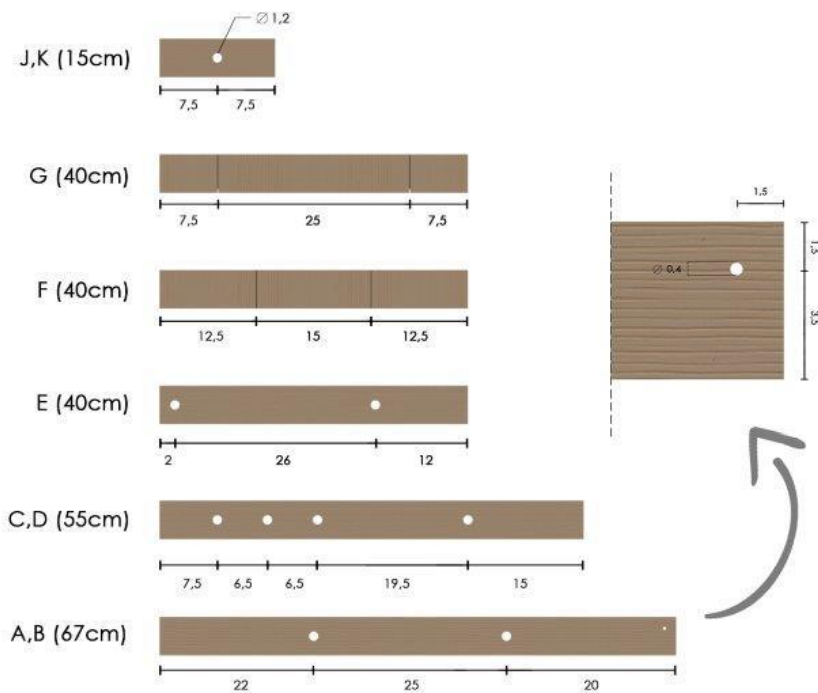 Ø 1,2
J,K (15cm)
7,5 7,5
G (40cm)
7,5 25 7,5
F (40cm)
12,5 15 12,5
E (40cm)
2 26 12
C,D (55cm)
7,5 6,5 6,5 19,5 15
A,B (67cm)
22 25 20
1,5
1,5
Ø 0,4
3,5